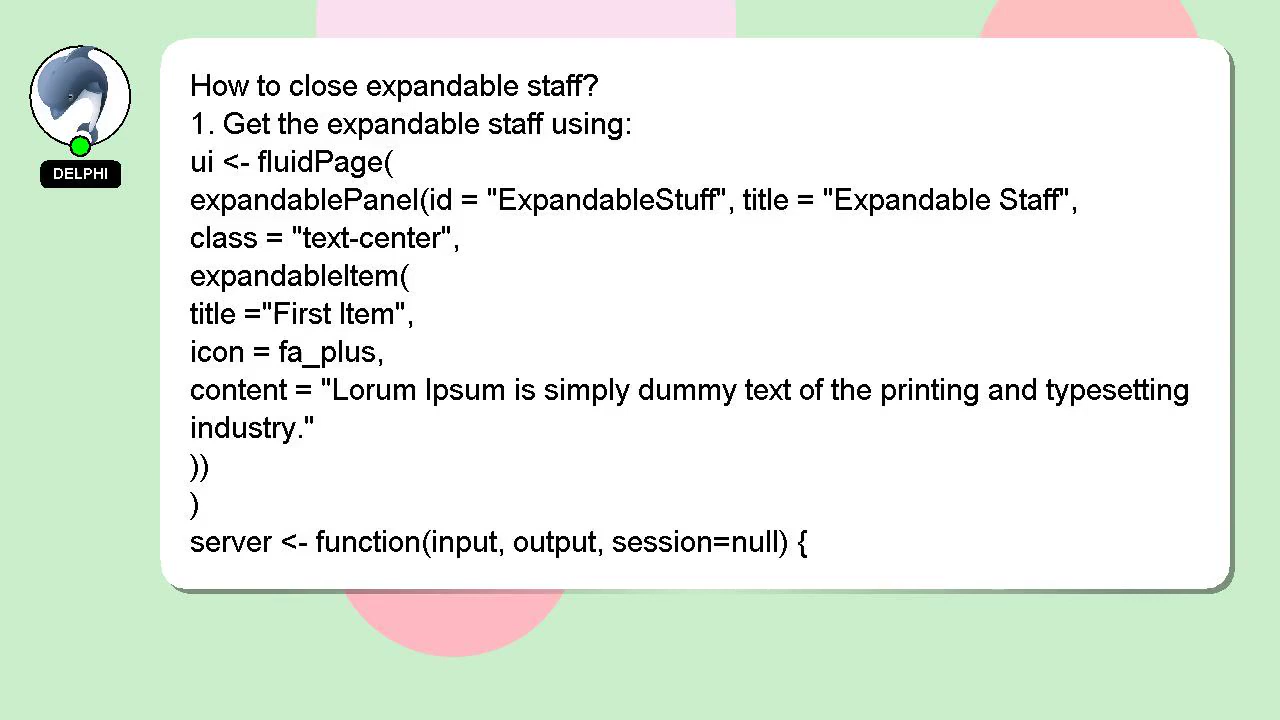 DELPHI
How to close expandable staff?
1. Get the expandable staff using:
ui <- fluidPage(
expandablePanel(id = "ExpandableStuff", title = "Expandable Staff",
class = "text-center",
expandableItem(
title ="First Item",
icon = fa_plus,
content = "Lorum Ipsum is simply dummy text of the printing and typesetting
industry."
))
)
server <- function(input, output, session=null) {